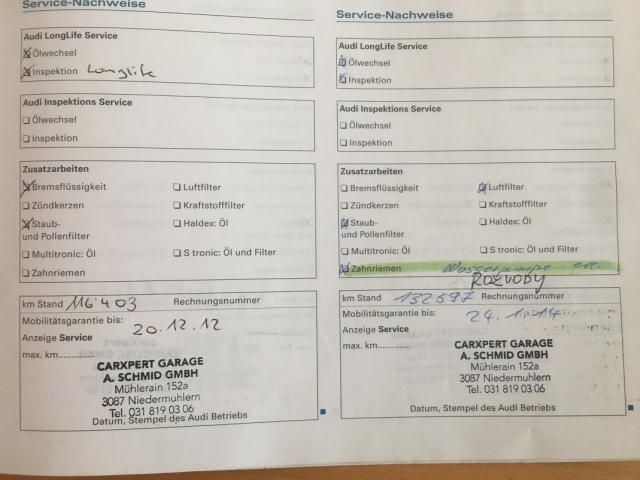 Service-Nachweise
Audi LongLife Service
Ölwechsel
Inspektion Longlife
Audi Inspektions Service
Ölwechsel
Inspektion
Zusatzarbeiten
Bremsflüssigkeit Luftfilter
Zündkerzen Kraftstofffilter
Staub- Haldex: Öl
und Pollenfilter
Multitronic: Öl S tronic: Öl und Filter
Zahnriemen
km Stand 116'403 Rechnungsnummer
Mobilitätsgarantie bis: 20.12.12
Anzeige Service
max. km..............
CARXPERT GARAGE
A. SCHMID GMBH
Mühlerain 152a
3087 Niedermuhlern
Tel. 031 819 03 06
Datum, Stempel des Audi Betriebs
Service-Nachweise
Audi LongLife Service
Ölwechsel
Inspektion
Audi Inspektions Service
Ölwechsel
Inspektion
Zusatzarbeiten
Bremsflüssigkeit Luftfilter
Zündkerzen Kraftstofffilter
Staub- Haldex: Öl
und Pollenfilter
Multitronic: Öl S tronic: Öl und Filter
Zahnriemen Wasserpumpe
ROZVODY
km Stand 132597 Rechnungsnummer
Mobilitätsgarantie bis: 24.
Anzeige Service
max. km..............
CARXPERT GARAGE
A. SCHMID GMBH
Mühlerain 152a
3087 Niedermuhlern
Tel. 031 819 03 06
Datum, Stempel des Audi Betriebs